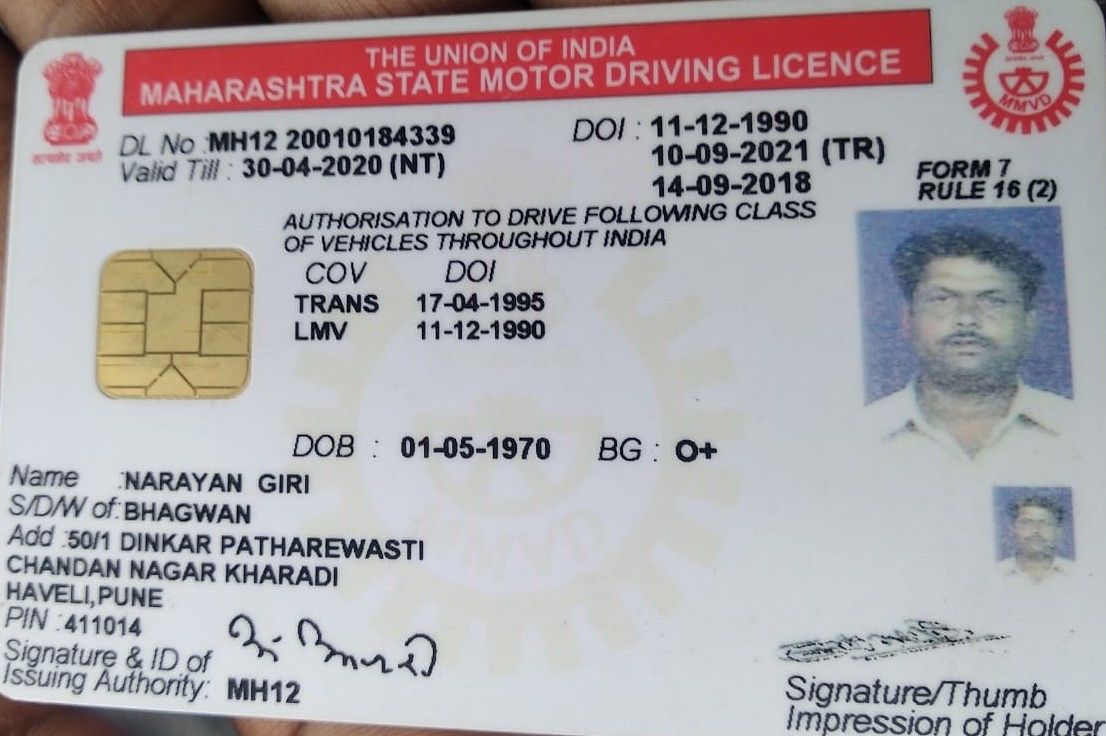 THE UNION OF INDIA
MAHARASHTRA STATE MOTOR DRIVING LICENCE
DL No : MH12 20010184339
Valid Till : 30-04-2020 (NT)
DOI : 11-12-1990
10-09-2021 (TR)
14-09-2018
FORM 7
RULE 16 (2)
MMVD
सत्यमेव जयते
AUTHORISATION TO DRIVE FOLLOWING CLASS
OF VEHICLES THROUGHOUT INDIA
COV DOI
TRANS 17-04-1995
LMV 11-12-1990
DOB : 01-05-1970 BG : O+
MMVD
Name : NARAYAN GIRI
S/D/W of : BHAGWAN
Add : 50/1 DINKAR PATHAREWASTI
CHANDAN NAGAR KHARADI
HAVELI,PUNE
PIN : 411014
Signature & ID of
Issuing Authority: MH12
Signature/Thumb
Impression of Holder